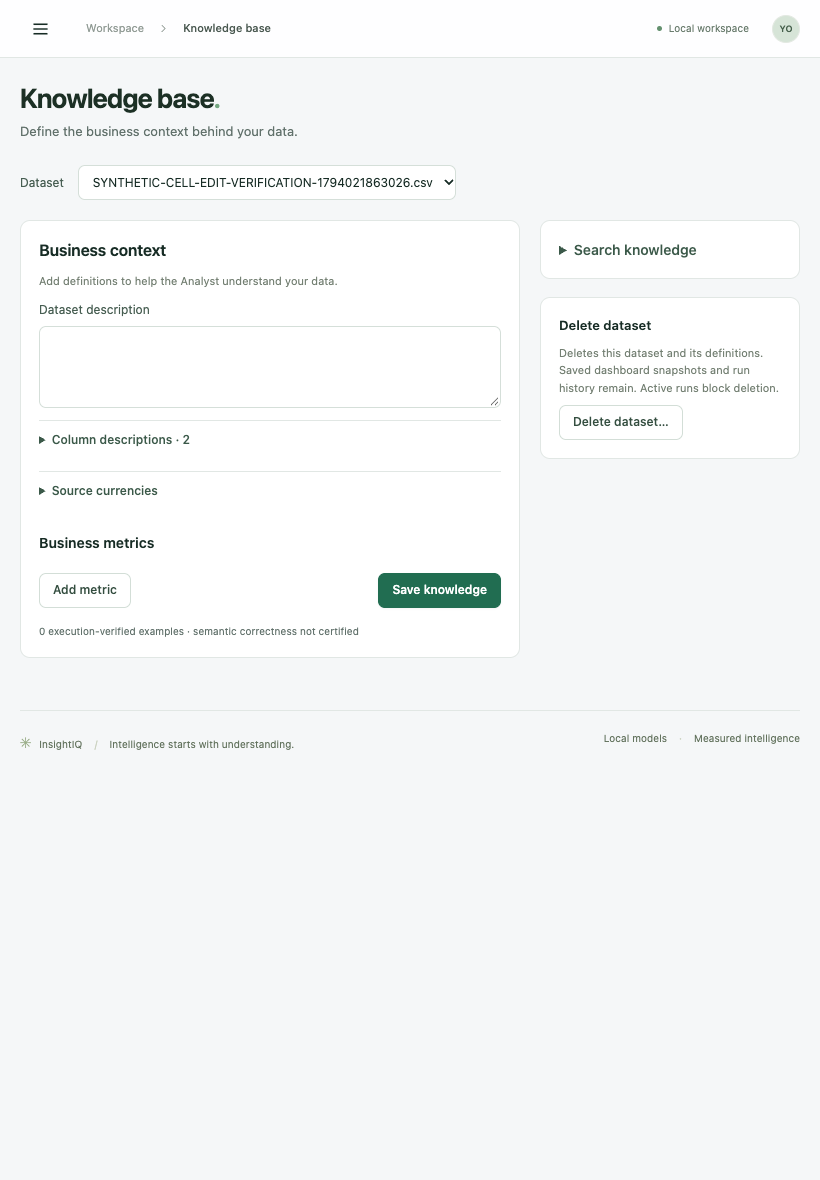 Workspace > Knowledge base
Local workspace
YO
Knowledge base.
Define the business context behind your data.
Dataset
SYNTHETIC-CELL-EDIT-VERIFICATION-1794021863026.csv
Business context
Add definitions to help the Analyst understand your data.
Dataset description
Column descriptions · 2
Source currencies
Business metrics
Add metric
Save knowledge
0 execution-verified examples · semantic correctness not certified
Search knowledge
Delete dataset
Deletes this dataset and its definitions.
Saved dashboard snapshots and run
history remain. Active runs block deletion.
Delete dataset…
InsightIQ / Intelligence starts with understanding.
Local models · Measured intelligence